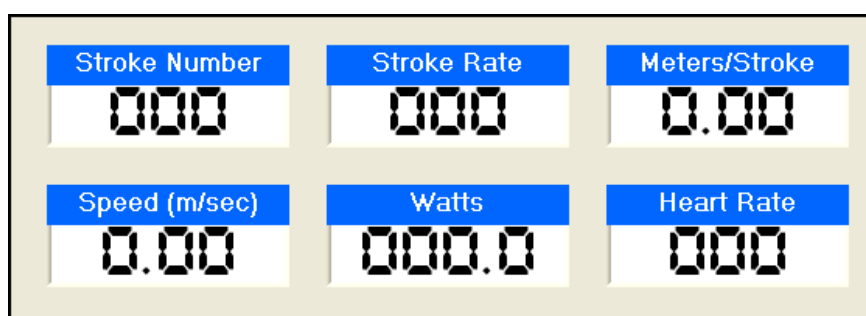 Stroke Number
000
Stroke Rate
000
Meters/Stroke
0.00
Speed (m/sec)
0.00
Watts
000.0
Heart Rate
000